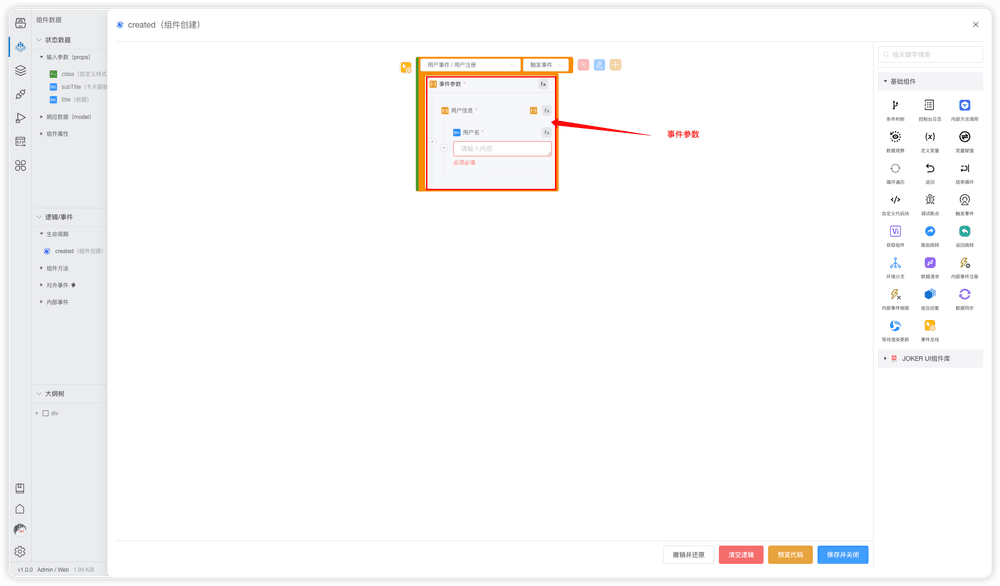 组件数据
状态数据
输入参数（props）
class（自定义样式
subTitle（卡片副标
title（标题）
响应数据（model）
组件属性
逻辑/事件
生命周期
created（组件创建）
组件方法
对外事件
内部事件
大纲树
div
v1.0.0 Admin / Web 1.99 KiB
created（组件创建）
用户事件 / 用户注册
触发事件
事件参数 *
fx
用户信息 *
fx
用户名 *
fx
请输入内容
此项必填
事件参数
撤销并还原
清空逻辑
预览代码
保存并关闭
按关键字搜索
基础组件
条件判断
控制台日志
内部方法调用
数据观察
定义变量
变量赋值
循环遍历
返回
结束循环
自定义代码块
调试断点
触发事件
获取组件
路由跳转
返回跳转
环境分支
数据请求
内部事件注册
内部事件销毁
组合回整
数据同步
等待渲染更新
事件总线
JOKER UI组件库